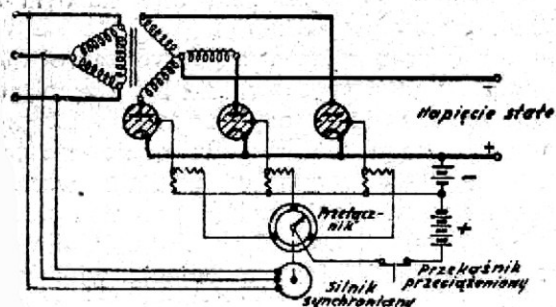 −
Napięcie stałe
+
−
Przełącz-
nik
+
Przekaźnik
przeciążeniowy
Silnik
synchroniczny